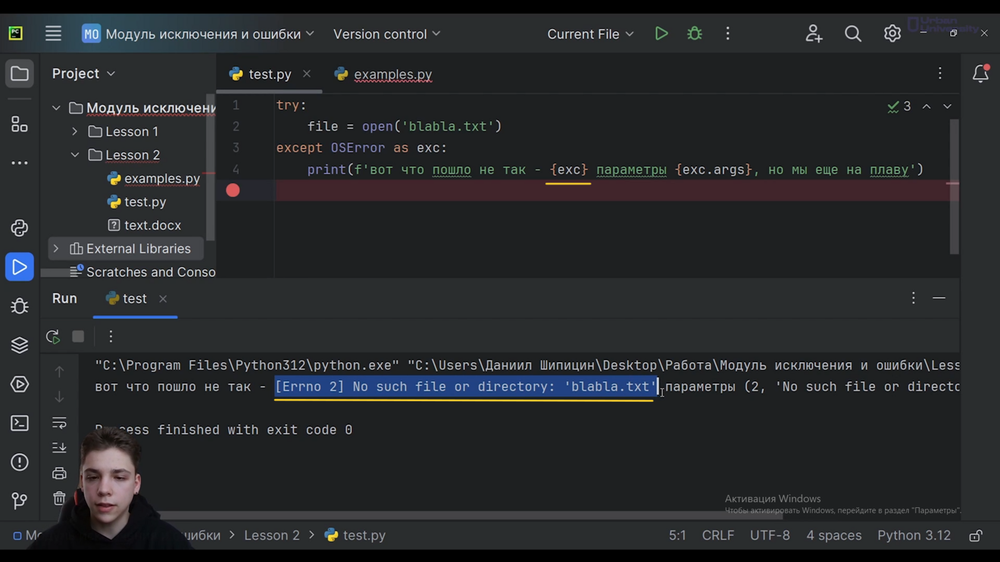 Urban
University
PC
MO Модуль исключения и ошибки
Version control
Current File
Project
test.py
examples.py
Модуль исключени
Lesson 1
Lesson 2
examples.py
test.py
text.docx
External Libraries
Scratches and Conso
1 try:
2 file = open('blabla.txt')
3 except OSError as exc:
4 print(f'вот что пошло не так - {exc} параметры {exc.args}, но мы еще на плаву')
3
Run
test
"C:\Program Files\Python312\python.exe" "C:\Users\Даниил Шипицин\Desktop\Работа\Модуль исключения и ошибки\Less
вот что пошло не так - [Errno 2] No such file or directory: 'blabla.txt' параметры (2, 'No such file or directo
Process finished with exit code 0
Активация Windows
Чтобы активировать Windows, перейдите в раздел "Параметры".
ошибки > Lesson 2 > test.py
5:1 CRLF UTF-8 4 spaces Python 3.12